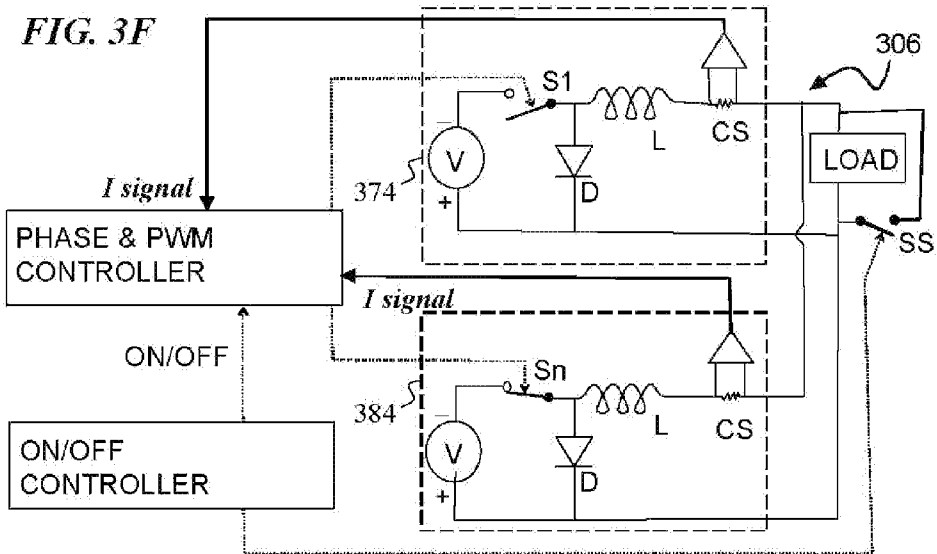 FIG. 3F
306
S1
L
CS
LOAD
−
V
+
D
374
SS
I signal
PHASE & PWM
CONTROLLER
I signal
ON/OFF
Sn
L
CS
384
−
V
+
D
ON/OFF
CONTROLLER